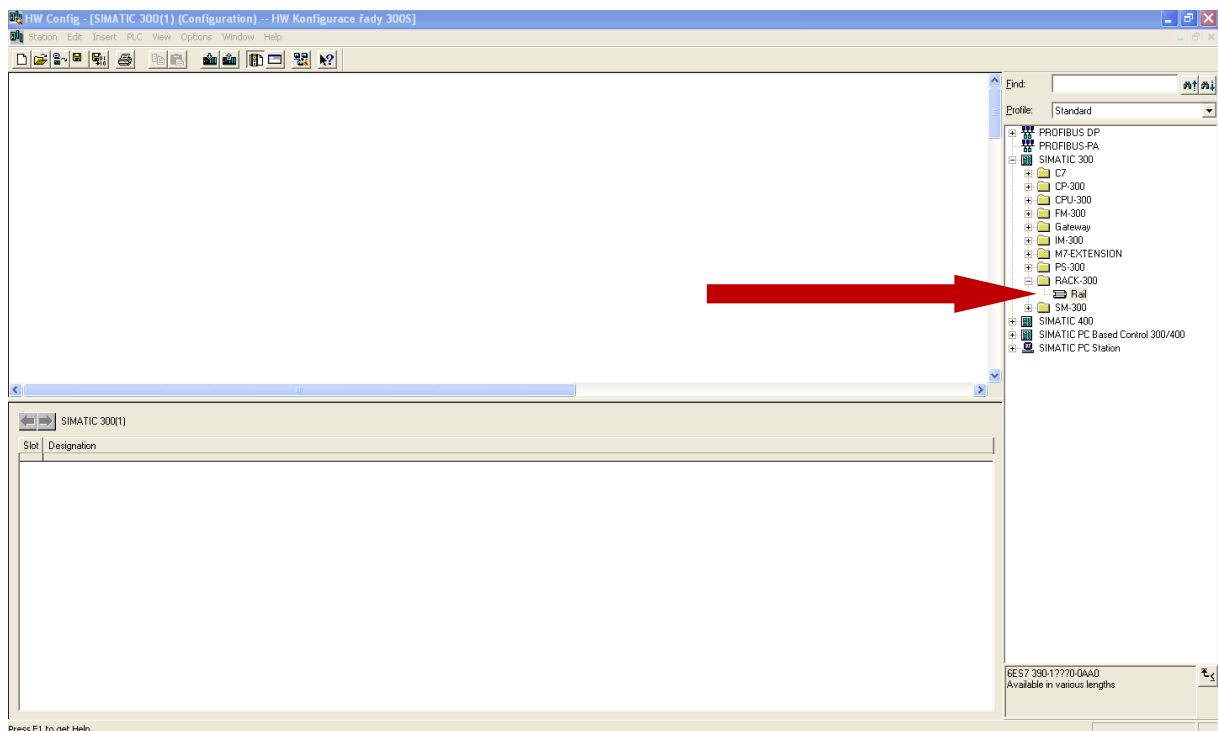 HW Config - [SIMATIC 300(1) (Configuration) -- HW Konfigurace řady 300S]
Station Edit Insert PLC View Options Window Help
Find:
Profile: Standard
PROFIBUS DP
PROFIBUS-PA
SIMATIC 300
C7
CP-300
CPU-300
FM-300
Gateway
IM-300
M7-EXTENSION
PS-300
RACK-300
Rail
SM-300
SIMATIC 400
SIMATIC PC Based Control 300/400
SIMATIC PC Station
SIMATIC 300(1)
Slot Designation
6ES7 390-1???0-0AA0
Available in various lengths
Press F1 to get Help.